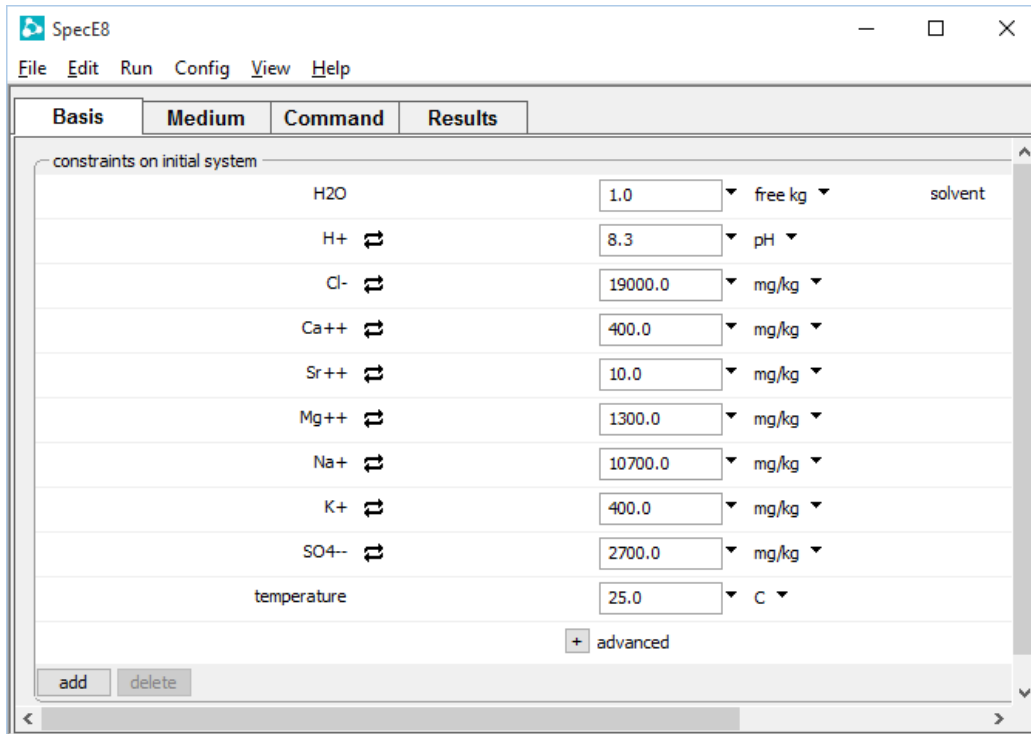 SpecE8
File Edit Run Config View Help
Basis Medium Command Results
constraints on initial system
H2O 1.0 free kg solvent
H+ 8.3 pH
Cl- 19000.0 mg/kg
Ca++ 400.0 mg/kg
Sr++ 10.0 mg/kg
Mg++ 1300.0 mg/kg
Na+ 10700.0 mg/kg
K+ 400.0 mg/kg
SO4-- 2700.0 mg/kg
temperature 25.0 C
+ advanced
add delete